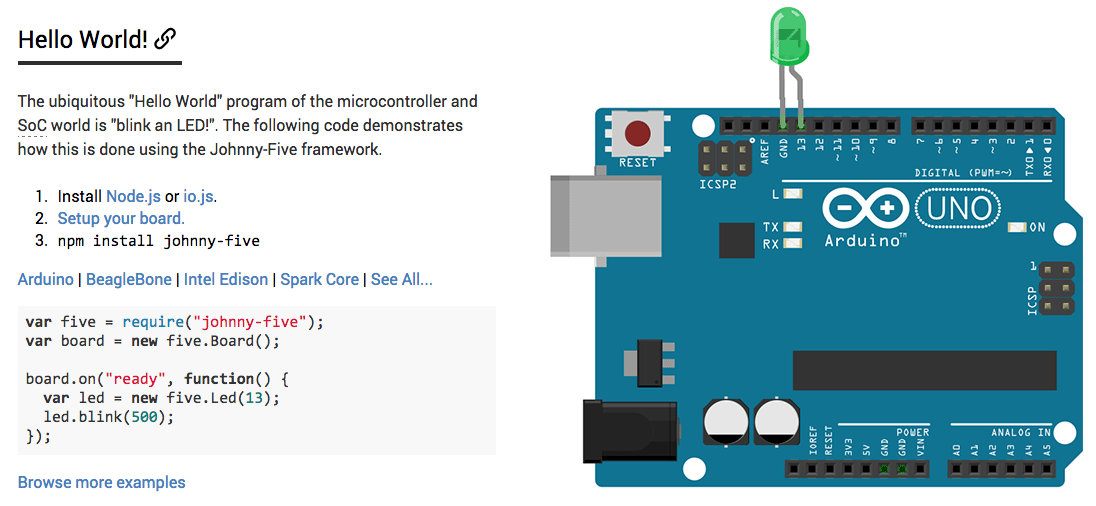 Hello World!
The ubiquitous "Hello World" program of the microcontroller and
SoC world is "blink an LED!". The following code demonstrates
how this is done using the Johnny-Five framework.
1. Install Node.js or io.js.
2. Setup your board.
3. npm install johnny-five
Arduino | BeagleBone | Intel Edison | Spark Core | See All...
var five = require("johnny-five");
var board = new five.Board();
board.on("ready", function() {
  var led = new five.Led(13);
  led.blink(500);
});
Browse more examples
RESET
ICSP2
AREF
GND
13
12
~11
~10
~9
8
7
~6
~5
4
~3
2
TXD▶1
RXD◀0
DIGITAL (PWM=~)
L
TX
RX
UNO
Arduino™
ON
1
ICSP
IOREF
RESET
3V3
5V
GND
GND
VIN
POWER
ANALOG IN
A0
A1
A2
A3
A4
A5